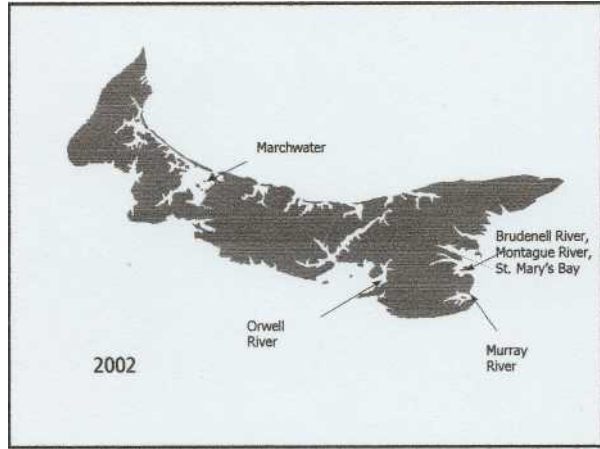 Marchwater
Brudenell River,
Montague River,
St. Mary's Bay
Orwell
River
Murray
River
2002